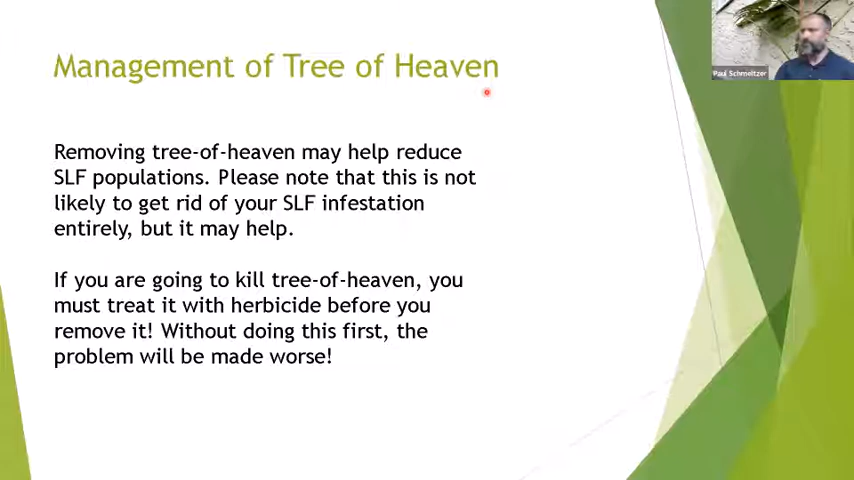 Management of Tree of Heaven
Paul Schmeltzer
Removing tree-of-heaven may help reduce
SLF populations. Please note that this is not
likely to get rid of your SLF infestation
entirely, but it may help.
If you are going to kill tree-of-heaven, you
must treat it with herbicide before you
remove it! Without doing this first, the
problem will be made worse!